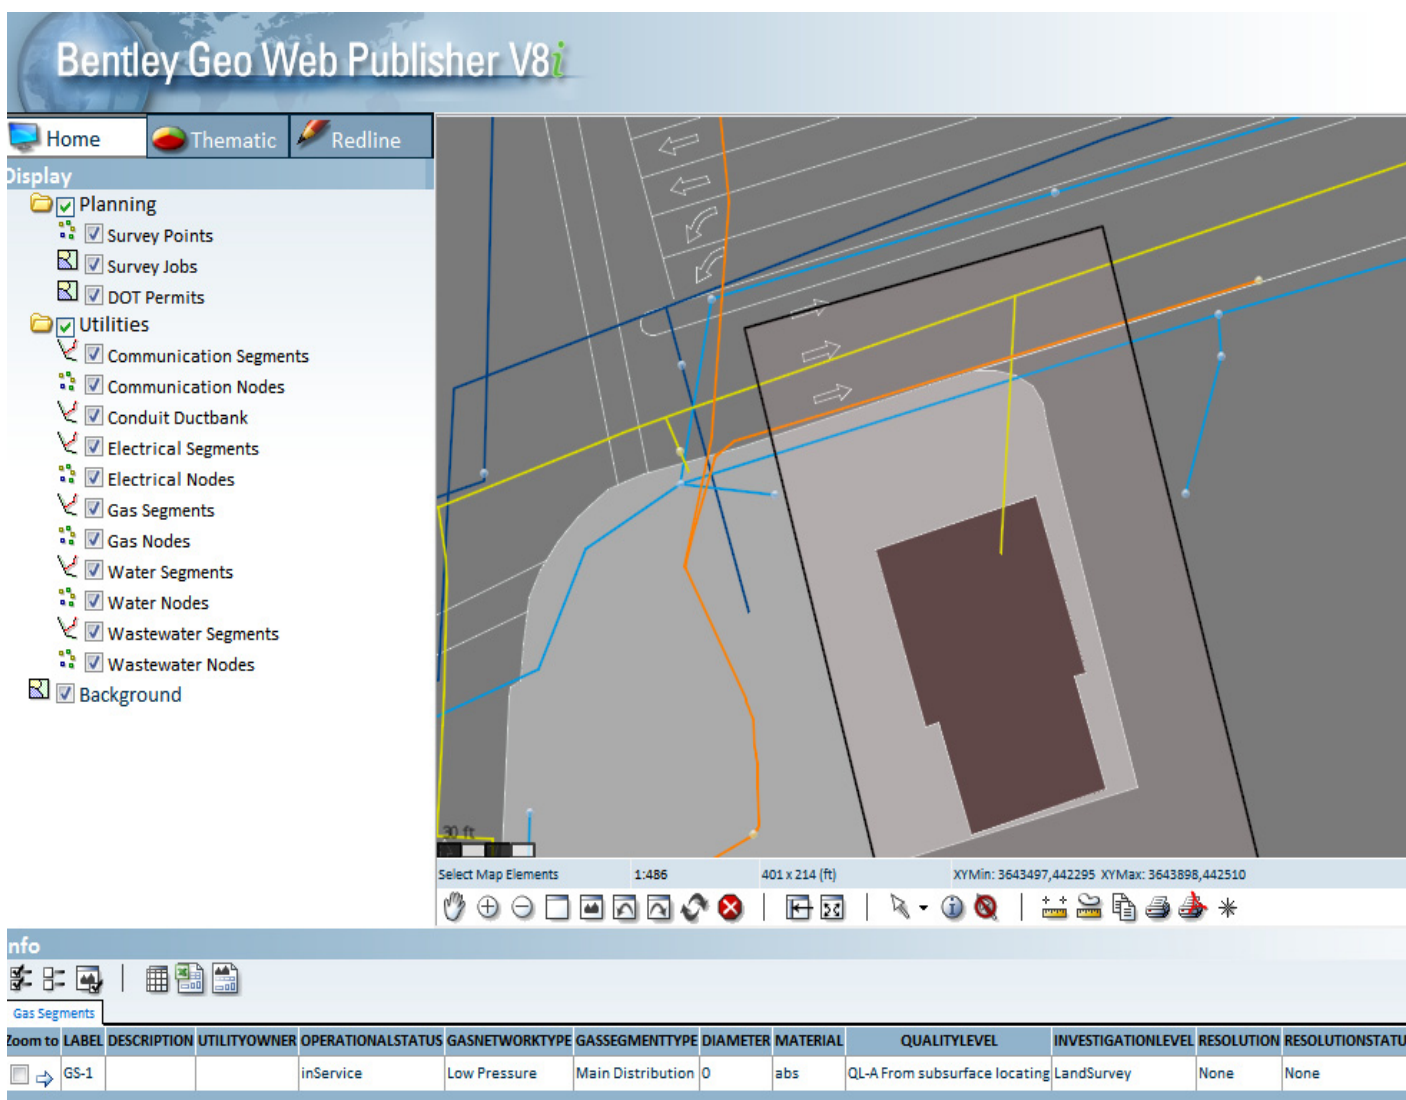 Bentley Geo Web Publisher V8i
Home Thematic Redline
Display
Planning
Survey Points
Survey Jobs
DOT Permits
Utilities
Communication Segments
Communication Nodes
Conduit Ductbank
Electrical Segments
Electrical Nodes
Gas Segments
Gas Nodes
Water Segments
Water Nodes
Wastewater Segments
Wastewater Nodes
Background
30 ft
Select Map Elements 1:486 401 x 214 (ft) XYMin: 3643497,442295 XYMax: 3643898,442510
nfo
Gas Segments
Zoom to LABEL DESCRIPTION UTILITYOWNER OPERATIONALSTATUS GASNETWORKTYPE GASSEGMENTTYPE DIAMETER MATERIAL QUALITYLEVEL INVESTIGATIONLEVEL RESOLUTION RESOLUTIONSTATU
GS-1 inService Low Pressure Main Distribution 0 abs QL-A From subsurface locating LandSurvey None None